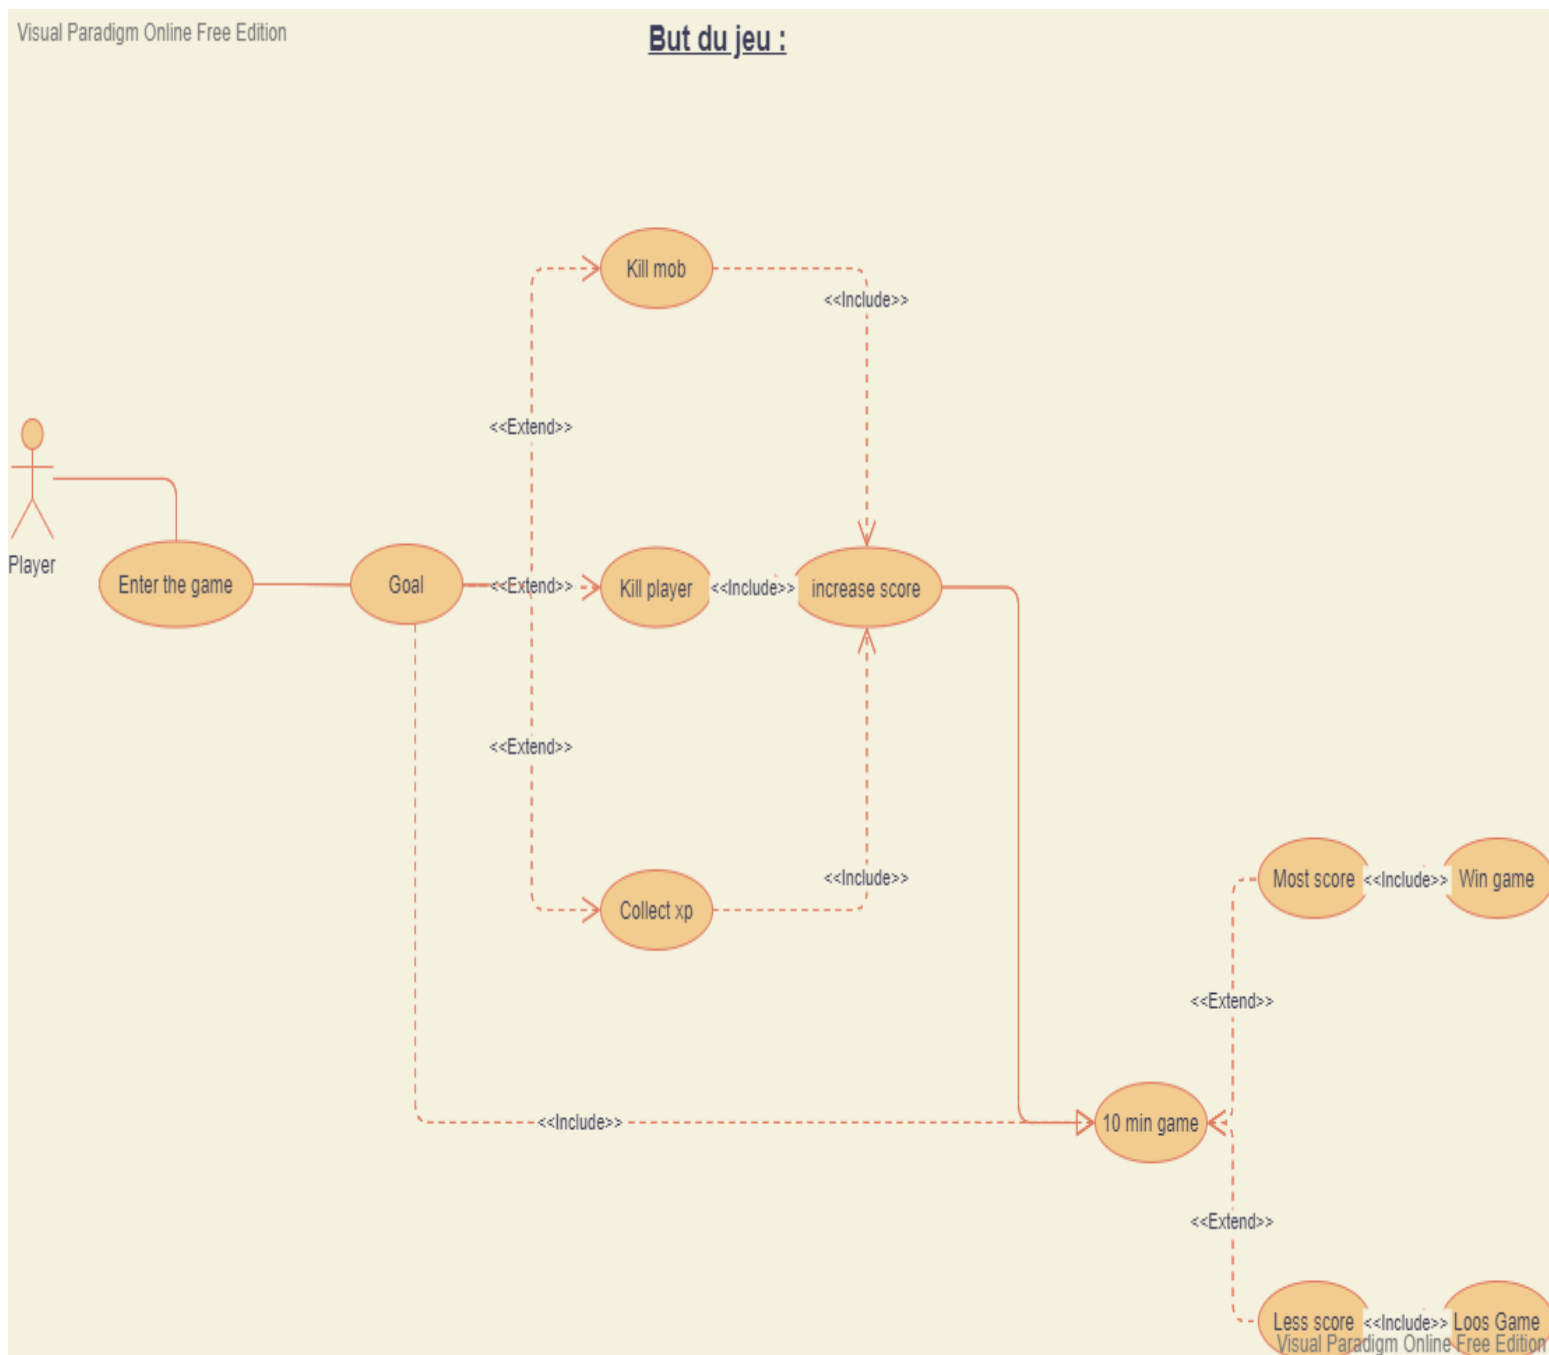 Visual Paradigm Online Free Edition
But du jeu :
Kill mob
<<Include>>
<<Extend>>
Player
Enter the game
Goal
<<Extend>>
Kill player
<<Include>>
increase score
<<Extend>>
Collect xp
<<Include>>
Most score
<<Include>>
Win game
<<Extend>>
<<Include>>
10 min game
<<Extend>>
Less score
<<Include>>
Loos Game
Visual Paradigm Online Free Edition